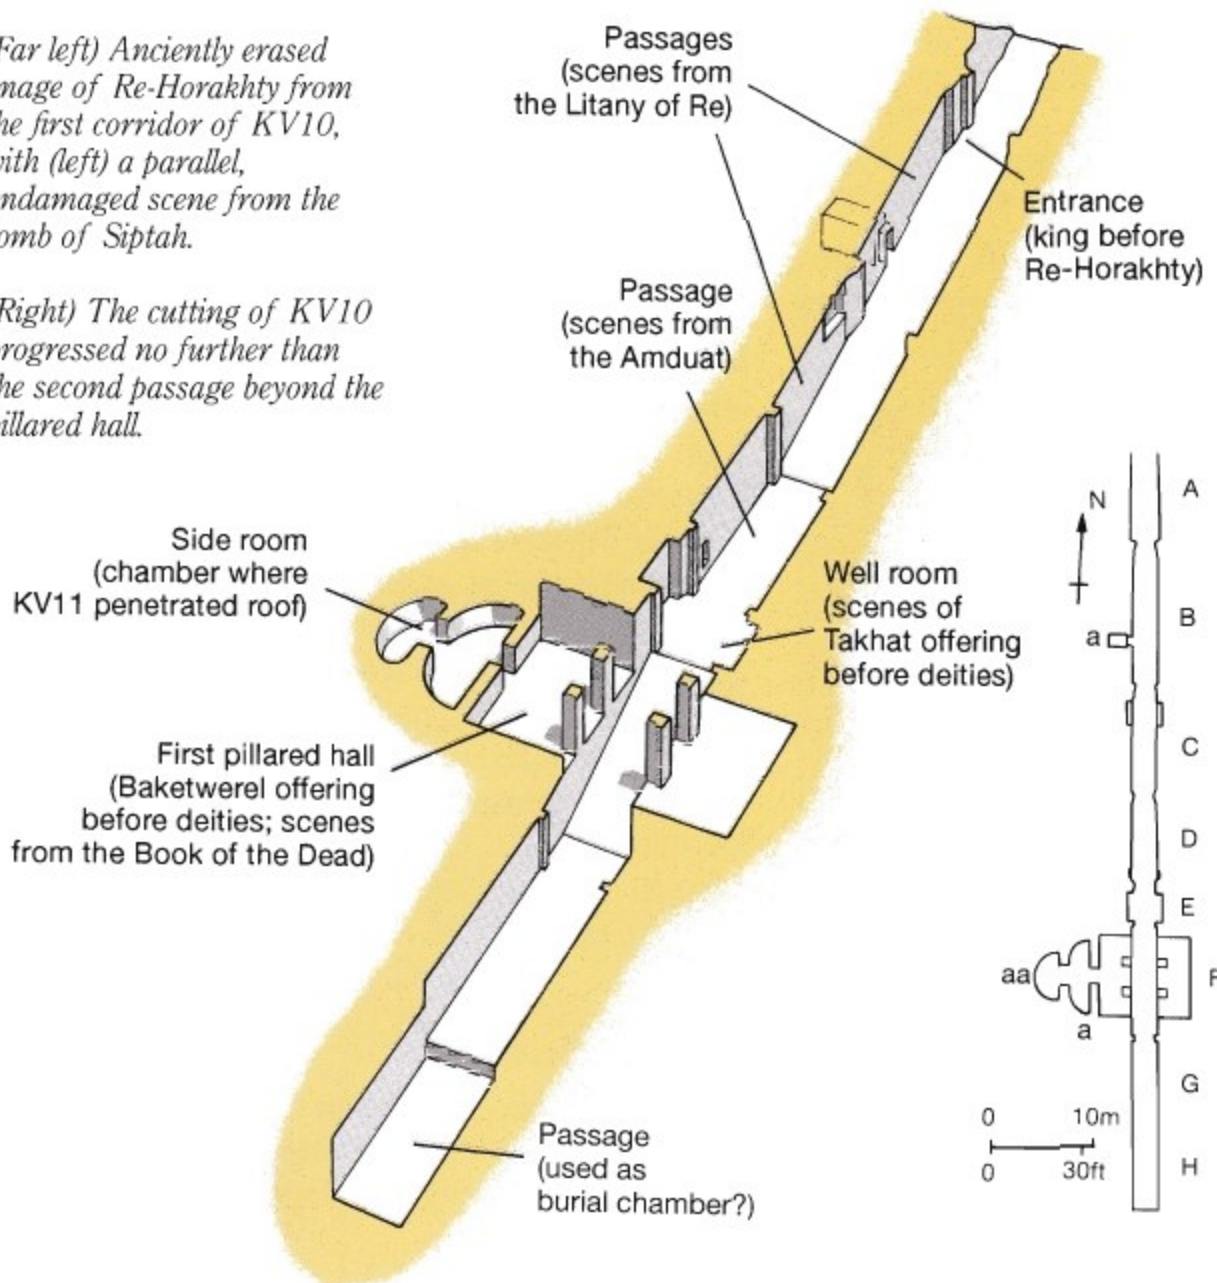 Far left) Anciently erased
mage of Re-Horakhty from
he first corridor of KV10,
ith (left) a parallel,
ndamaged scene from the
omb of Siptah.
Right) The cutting of KV10
rogressed no further than
he second passage beyond the
illared hall.
Passages
(scenes from
the Litany of Re)
Entrance
(king before
Re-Horakhty)
Passage
(scenes from
the Amduat)
Side room
(chamber where
KV11 penetrated roof)
Well room
(scenes of
Takhat offering
before deities)
First pillared hall
(Baketwerel offering
before deities; scenes
from the Book of the Dead)
Passage
(used as
burial chamber?)
N
A
B
a
C
D
E
aa
F
a
G
H
0 10m
0 30ft